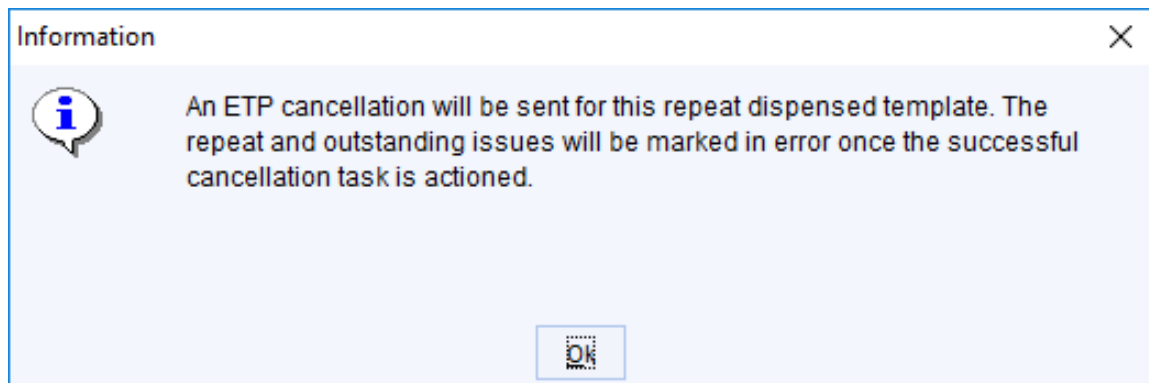 Information
An ETP cancellation will be sent for this repeat dispensed template. The
repeat and outstanding issues will be marked in error once the successful
cancellation task is actioned.
Ok